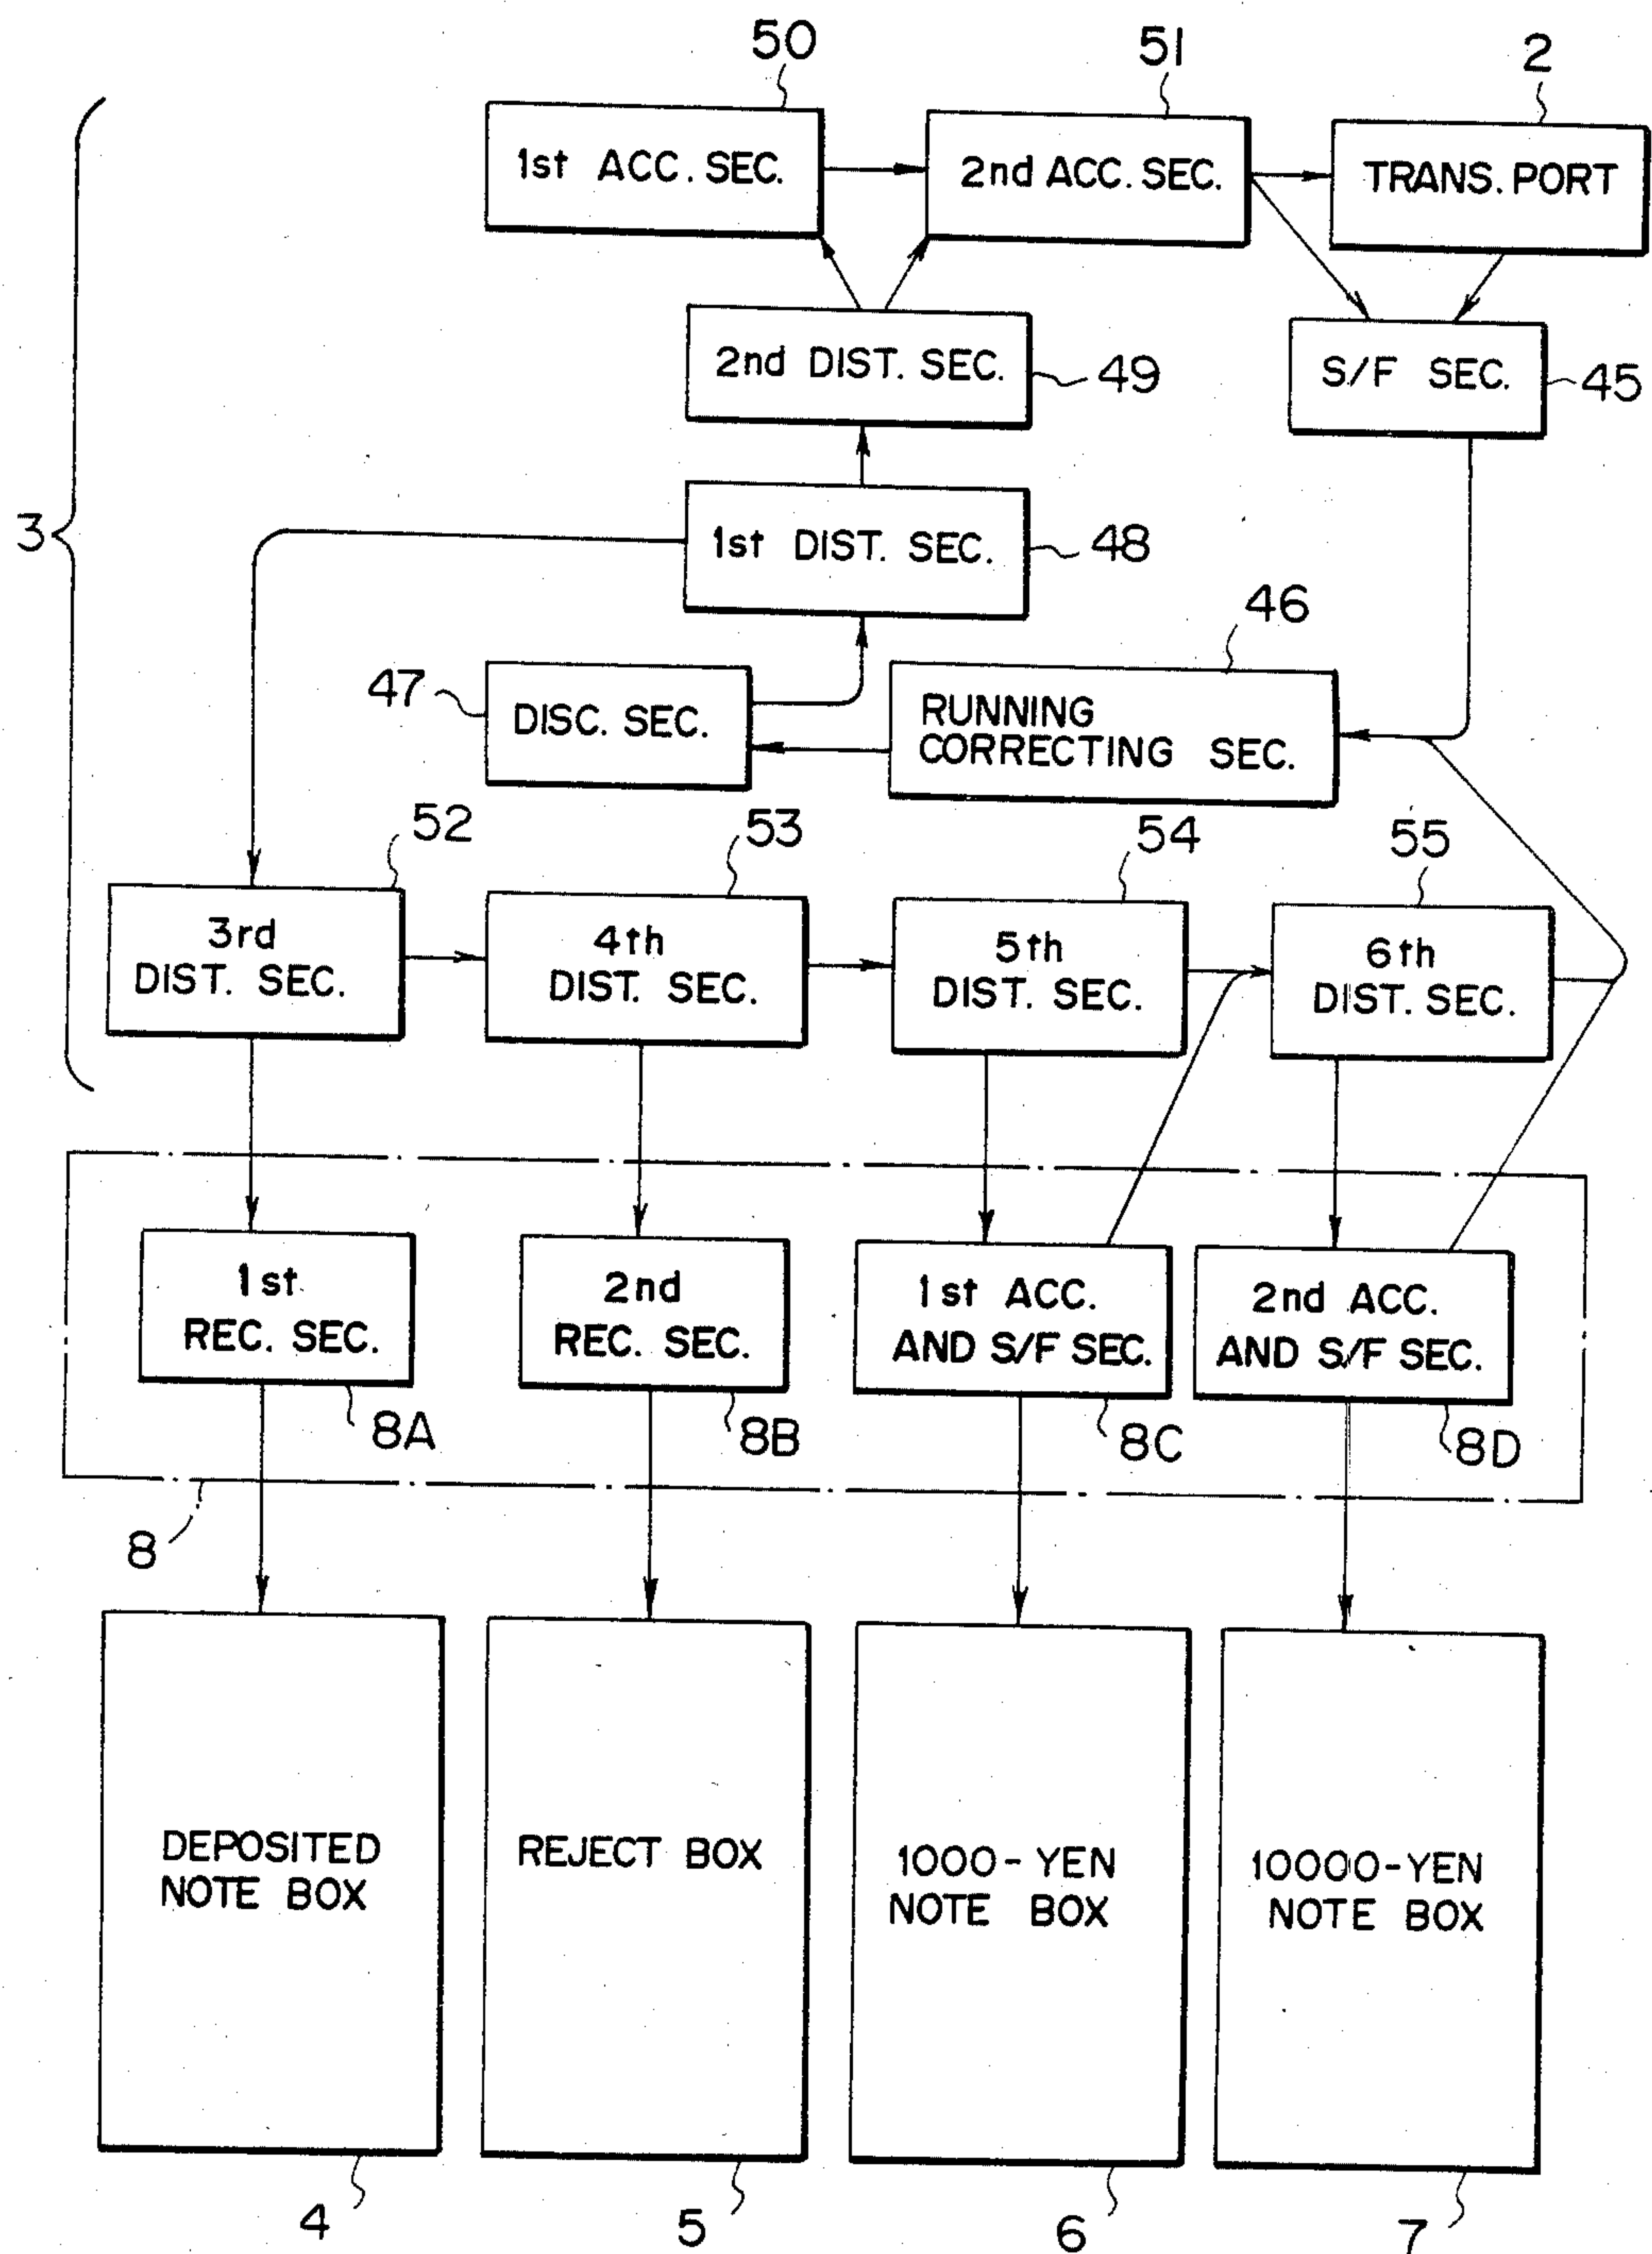 50
51
2
1st ACC. SEC.
2nd ACC. SEC.
TRANS. PORT
2nd DIST. SEC.
49
S/F SEC.
45
3
1st DIST. SEC.
48
46
47
DISC. SEC.
RUNNING
CORRECTING SEC.
52
53
54
55
3rd
DIST. SEC.
4th
DIST. SEC.
5th
DIST. SEC.
6th
DIST. SEC.
1st
REC. SEC.
2nd
REC. SEC.
1st ACC.
AND S/F SEC.
2nd ACC.
AND S/F SEC.
8A
8B
8C
8D
8
DEPOSITED
NOTE BOX
REJECT BOX
1000-YEN
NOTE BOX
10000-YEN
NOTE BOX
4
5
6
7